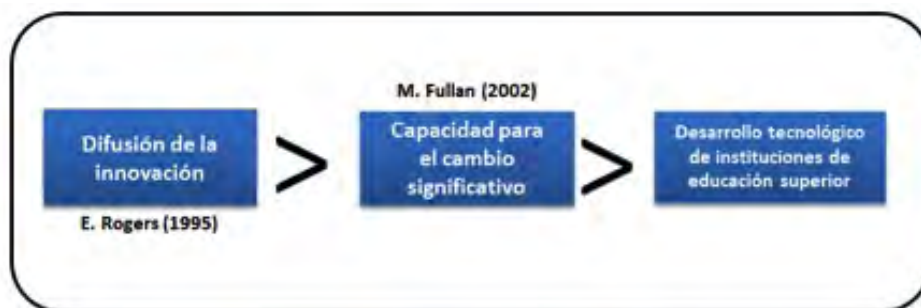 Difusión de la
innovación
E. Rogers (1995)
>
M. Fullan (2002)
Capacidad para
el cambio
significativo
>
Desarrollo tecnológico
de instituciones de
educación superior